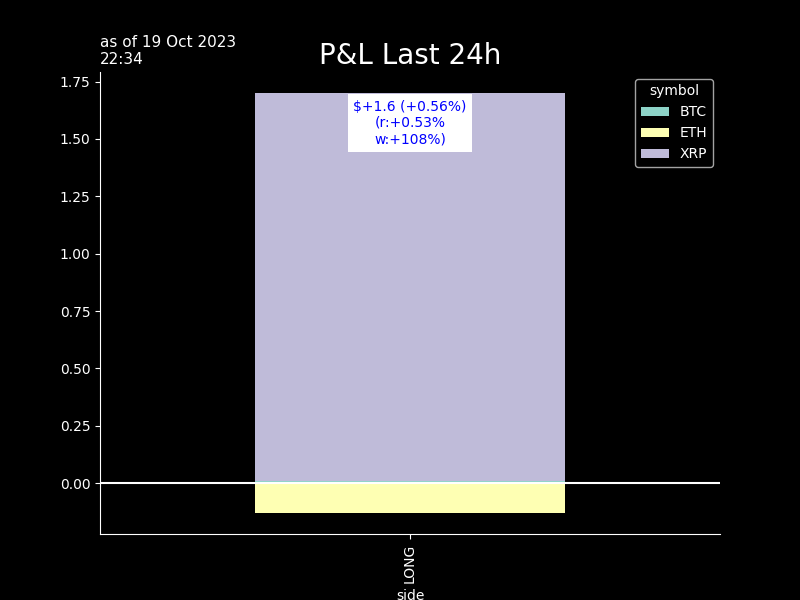 as of 19 Oct 2023
22:34
P&L Last 24h
symbol
BTC
ETH
XRP
1.75
1.50
1.25
1.00
0.75
0.50
0.25
0.00
$+1.6 (+0.56%)
(r:+0.53%
w:+108%)
LONG
side